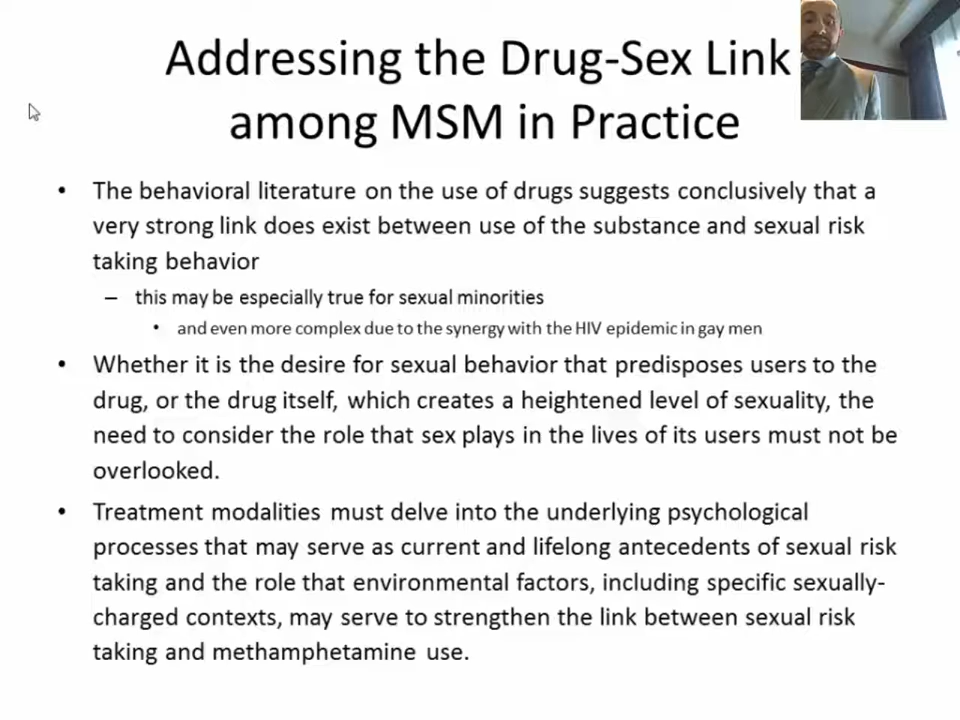 Addressing the Drug-Sex Link
among MSM in Practice
• The behavioral literature on the use of drugs suggests conclusively that a
very strong link does exist between use of the substance and sexual risk
taking behavior
– this may be especially true for sexual minorities
• and even more complex due to the synergy with the HIV epidemic in gay men
• Whether it is the desire for sexual behavior that predisposes users to the
drug, or the drug itself, which creates a heightened level of sexuality, the
need to consider the role that sex plays in the lives of its users must not be
overlooked.
• Treatment modalities must delve into the underlying psychological
processes that may serve as current and lifelong antecedents of sexual risk
taking and the role that environmental factors, including specific sexually-
charged contexts, may serve to strengthen the link between sexual risk
taking and methamphetamine use.